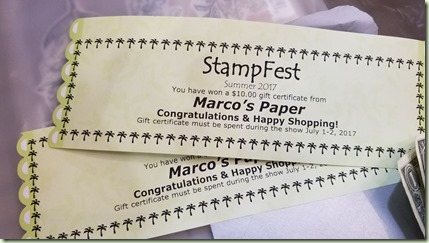 StampFest
Summer 2017
You have won a $10.00 gift certificate from
Marco's Paper
Congratulations & Happy Shopping!
Gift certificate must be spent during the show July 1-2, 2017
You have won a
Marco's Pa
Congratulations & Happy Shopp
Gift certificate must be spent during the show July 1-2, 2017